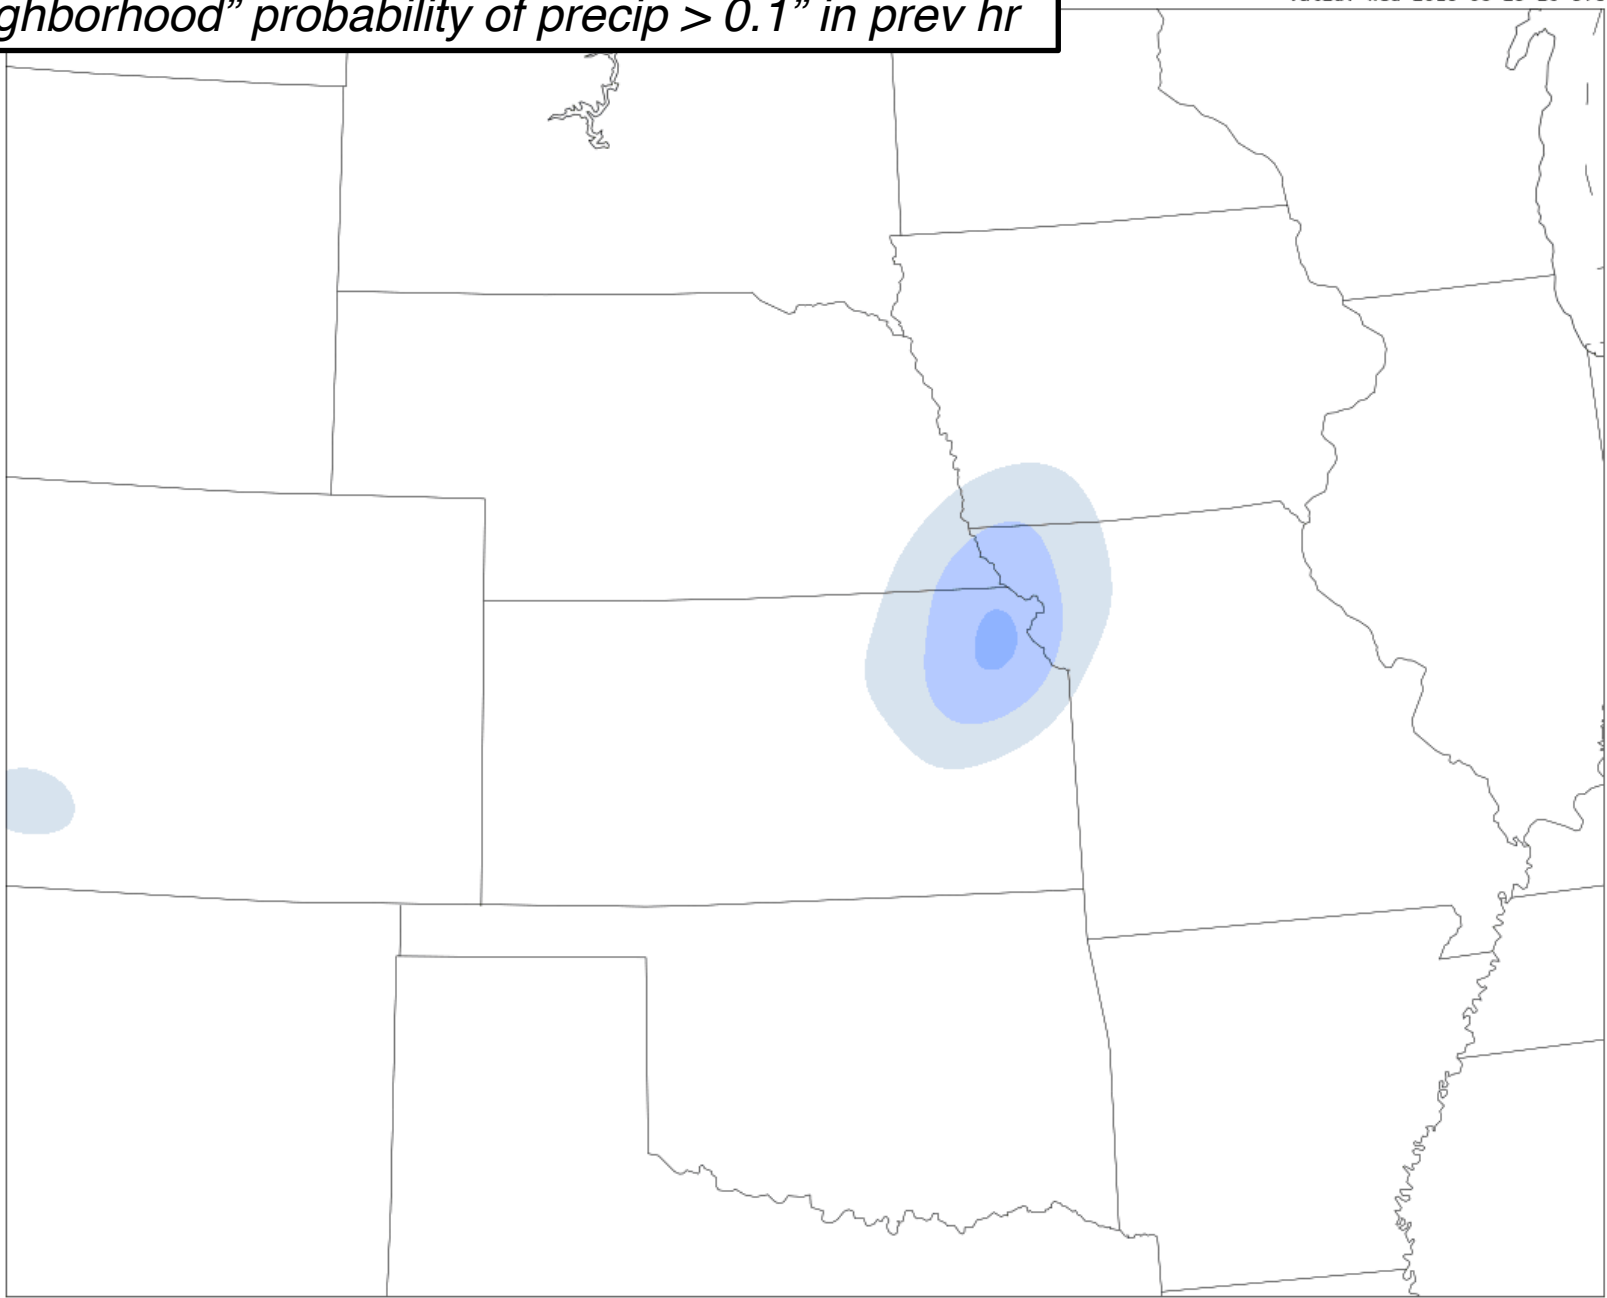 ghborhood” probability of precip > 0.1” in prev hr